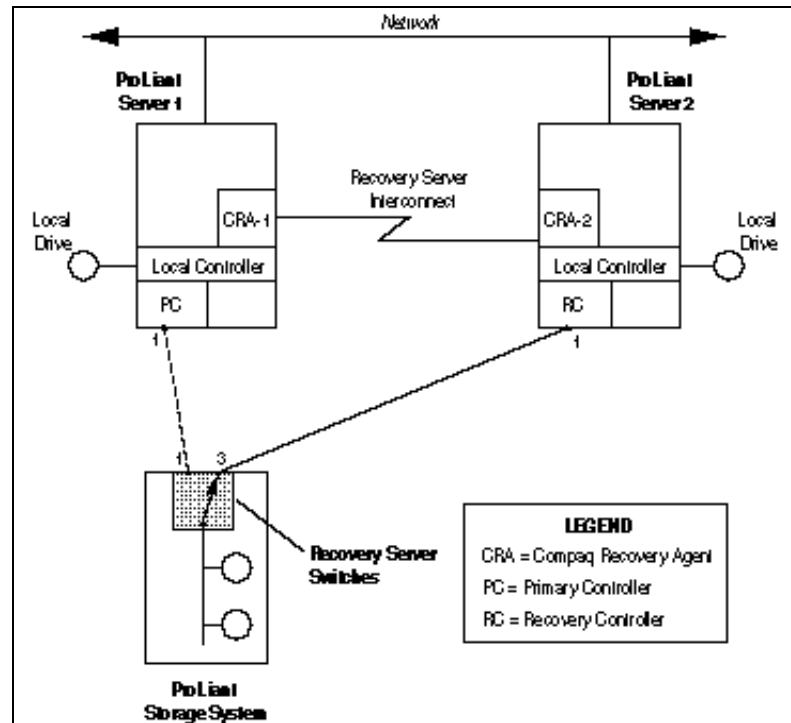 Network
ProLiant
Server 1
ProLiant
Server 2
Recovery Server
Interconnect
CRA-1
CRA-2
Local
Drive
Local
Drive
Local Controller
Local Controller
PC
RC
1
1
1
3
Recovery Server
Switches
LEGEND
CRA = Compaq Recovery Agent
PC = Primary Controller
RC = Recovery Controller
ProLiant
Storage System